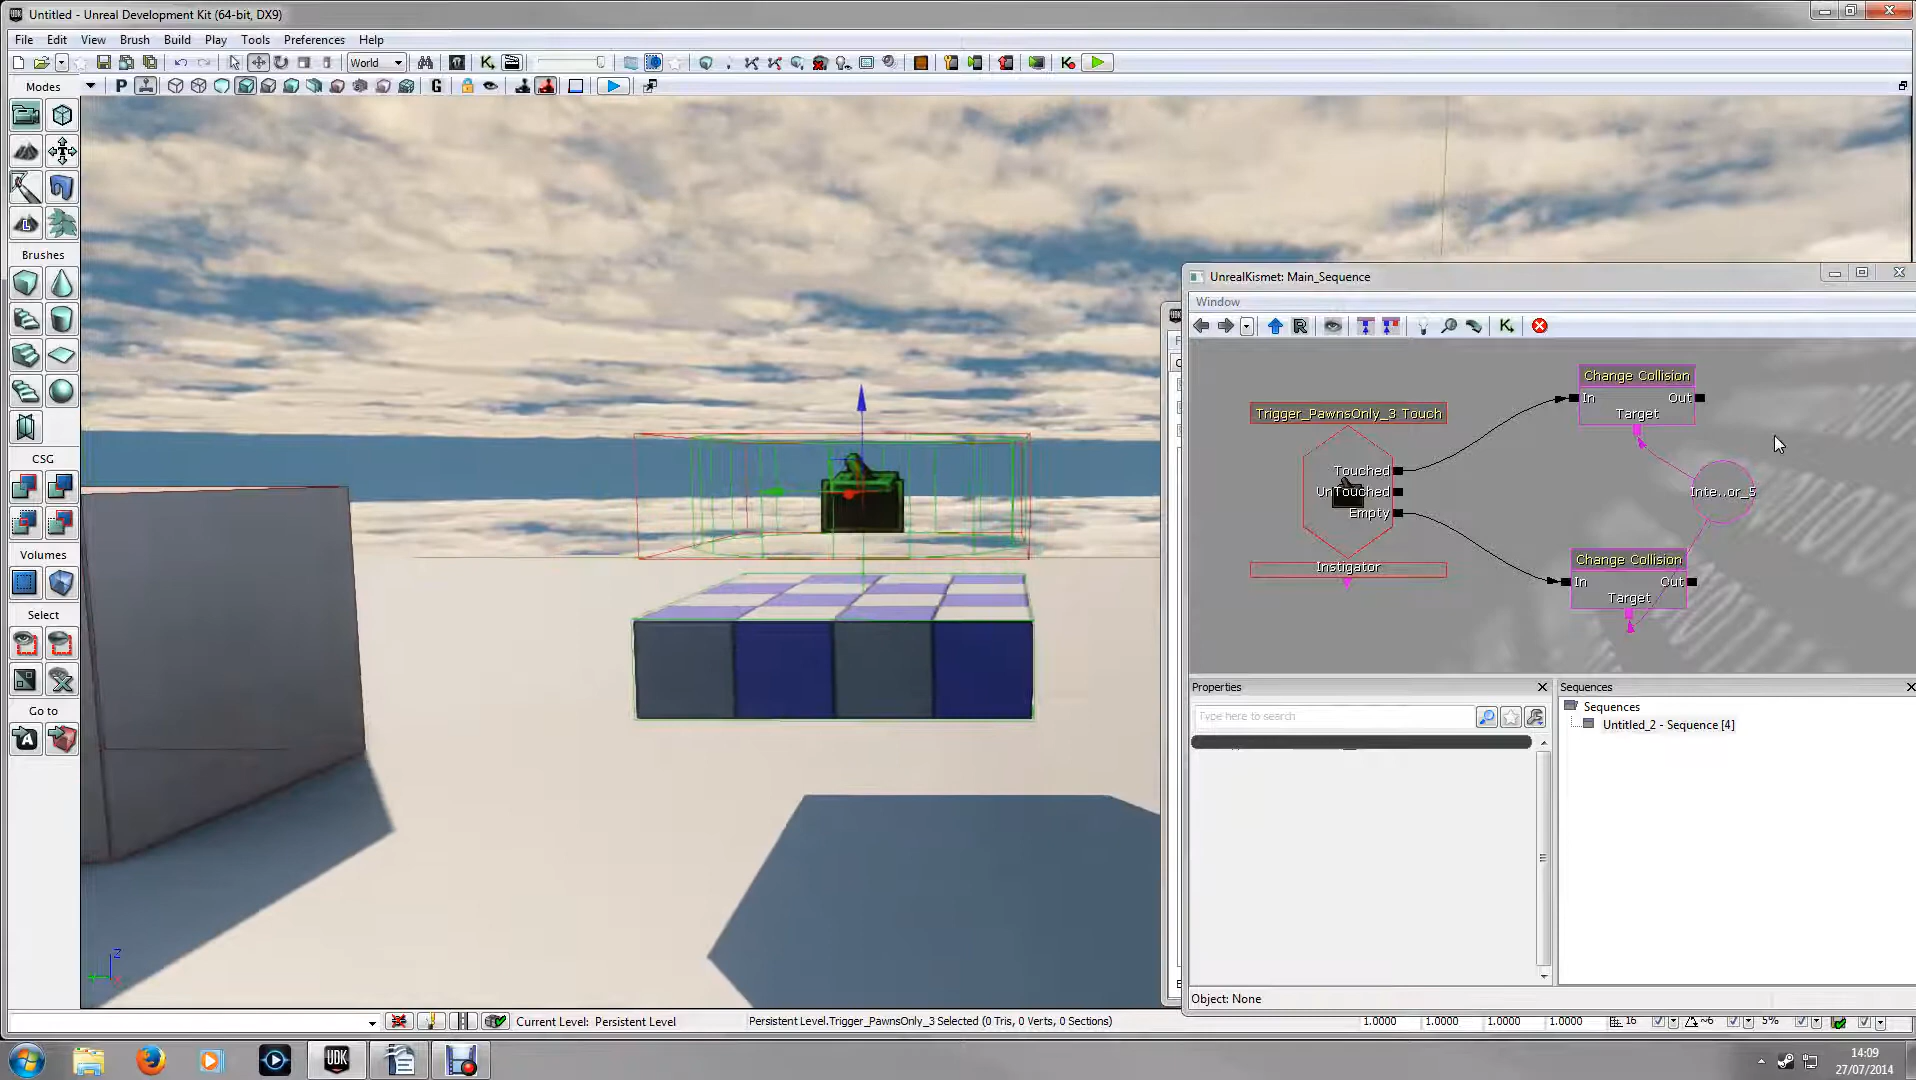 Untitled - Unreal Development Kit (64-bit, DX9)
File Edit View Brush Build Play Tools Preferences Help
World
Modes
P
G
Brushes
CSG
Volumes
Select
Go to
UnrealKismet: Main_Sequence
Window
R
Change Collision
In Out
Target
Trigger_PawnsOnly_3 Touch
Touched
UnTouched
Empty
Instigator
Inte..or_5
Change Collision
In Out
Target
Properties
Type here to search
Sequences
Sequences
Untitled_2 - Sequence [4]
Object: None
Z
Current Level: Persistent Level
Persistent Level.Trigger_PawnsOnly_3 Selected (0 Tris, 0 Verts, 0 Sections)
1.0000 1.0000 1.0000 1.0000 16 ~6 5%
UDK
14:09
27/07/2014